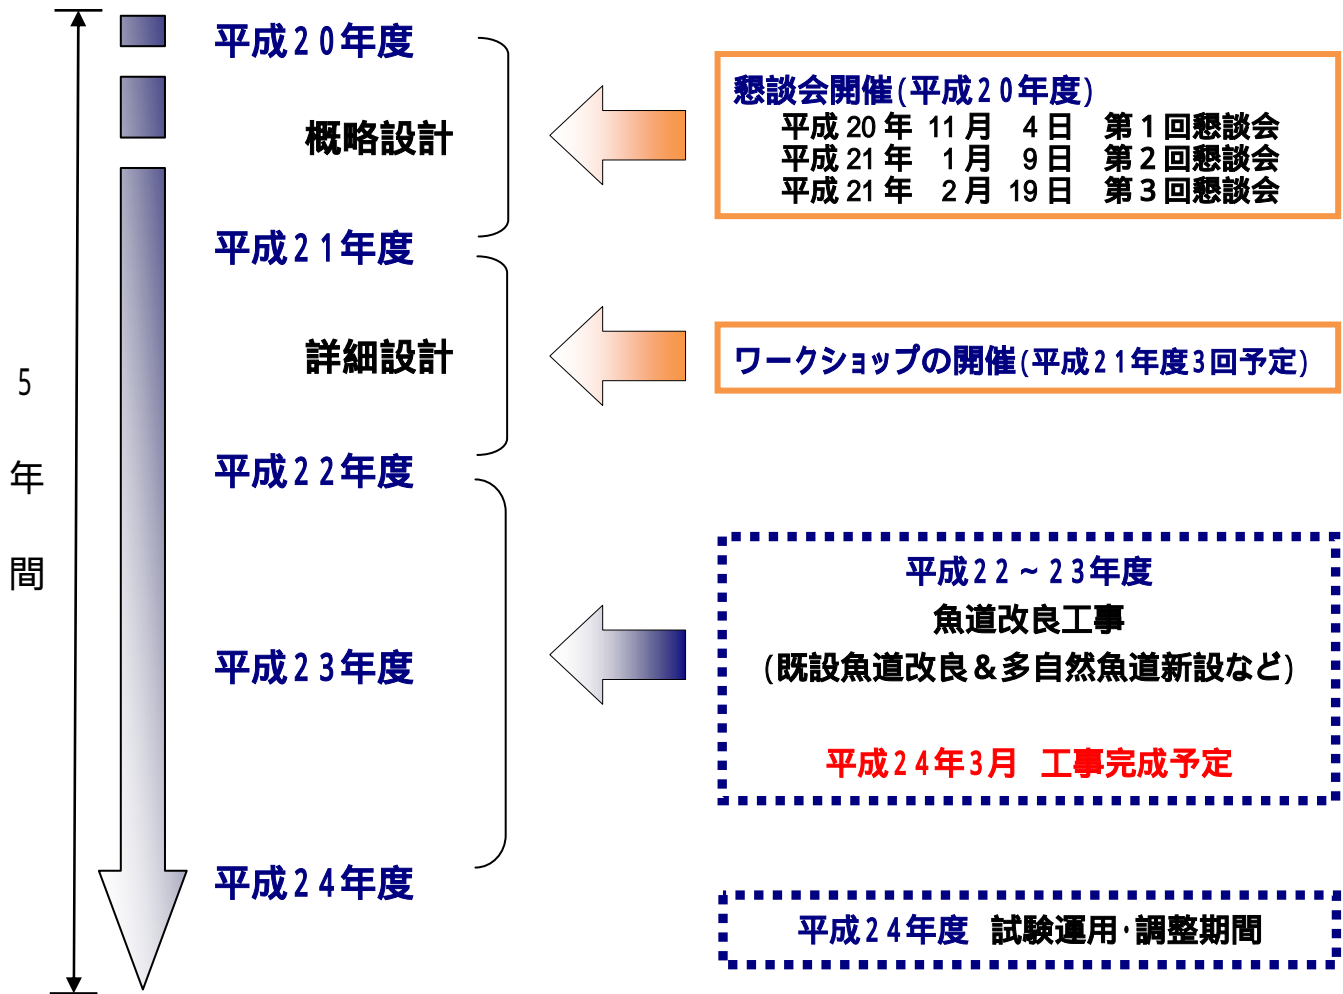 平成20年度
概略設計
平成21年度
詳細設計
平成22年度
平成23年度
平成24年度
5
年
間
懇談会開催(平成20年度)
平成 20 年 11 月 4 日 第 1 回懇談会
平成 21 年 1 月 9 日 第 2 回懇談会
平成 21 年 2 月 19 日 第 3 回懇談会
ワークショップの開催(平成21年度3回予定)
平成22～23年度
魚道改良工事
(既設魚道改良＆多自然魚道新設など)
平成24年3月 工事完成予定
平成24年度 試験運用･調整期間